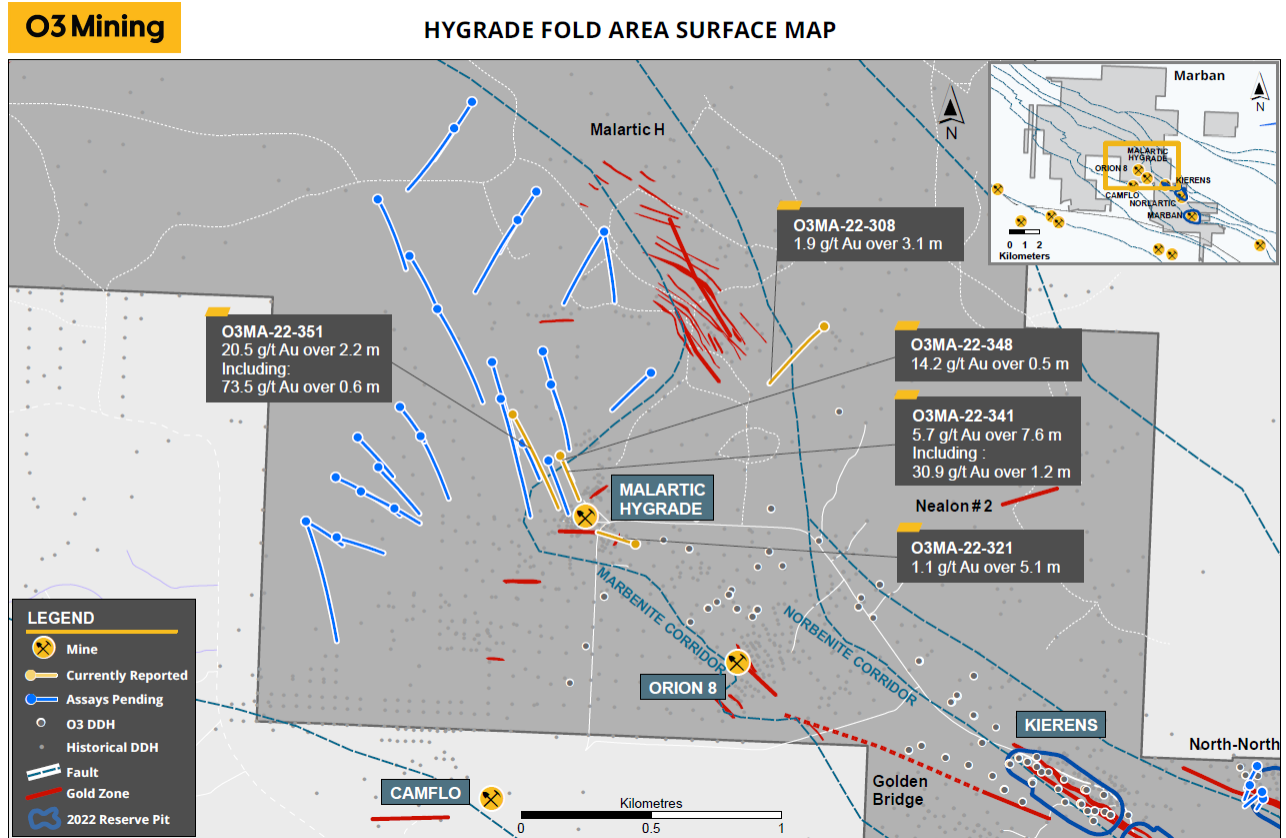 O3 Mining
HYGRADE FOLD AREA SURFACE MAP
Malartic H
N
Marban
N
MALARTIC
HYGRADE
ORION 8
KIERENS
CAMFLO
NORLARTIC
MARBAN
0 1 2
Kilometers
O3MA-22-308
1.9 g/t Au over 3.1 m
O3MA-22-351
20.5 g/t Au over 2.2 m
Including:
73.5 g/t Au over 0.6 m
O3MA-22-348
14.2 g/t Au over 0.5 m
O3MA-22-341
5.7 g/t Au over 7.6 m
Including :
30.9 g/t Au over 1.2 m
MALARTIC
HYGRADE
Nealon # 2
O3MA-22-321
1.1 g/t Au over 5.1 m
MARBENITE CORRIDOR
NORBENITE CORRIDOR
ORION 8
KIERENS
North-North
Golden
Bridge
CAMFLO
Kilometres
0 0.5 1
LEGEND
Mine
Currently Reported
Assays Pending
O3 DDH
Historical DDH
Fault
Gold Zone
2022 Reserve Pit